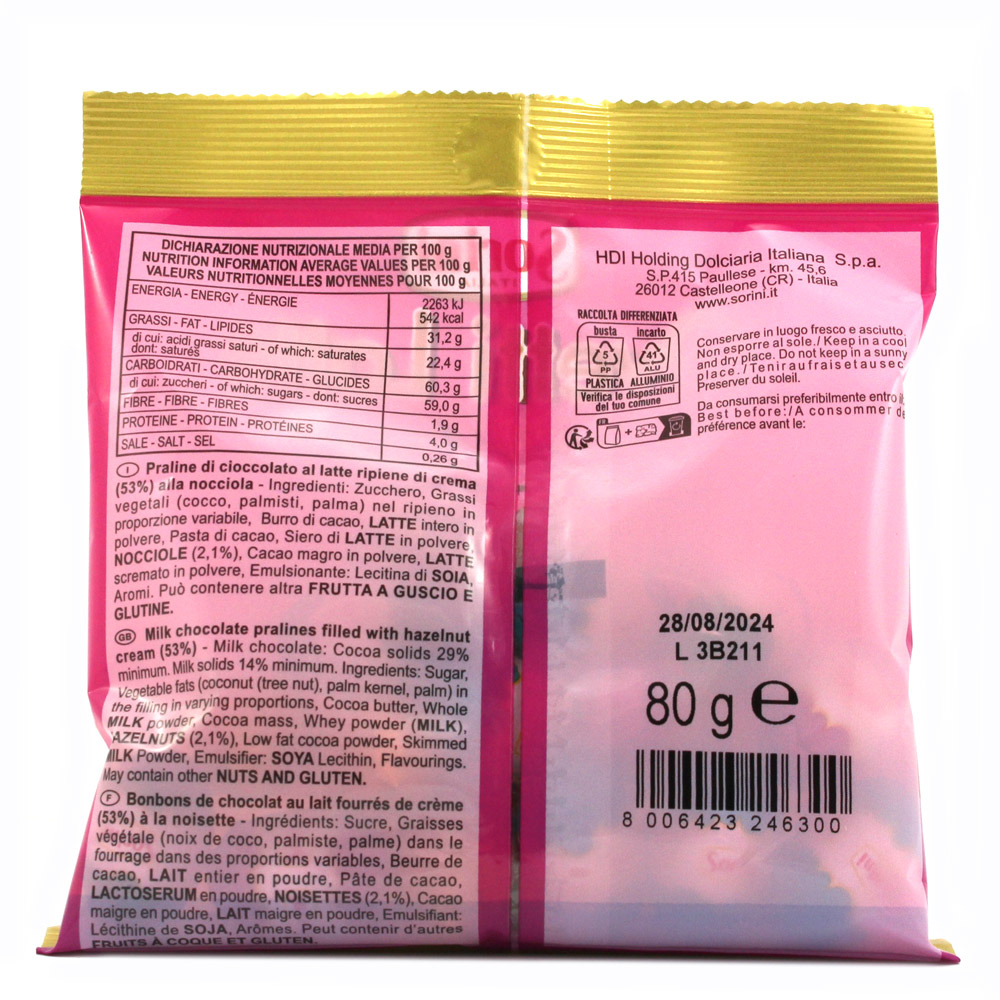 DICHIARAZIONE NUTRIZIONALE MEDIA PER 100 g
NUTRITION INFORMATION AVERAGE VALUES PER 100 g
VALEURS NUTRITIONNELLES MOYENNES POUR 100 g
ENERGIA - ENERGY - ÉNERGIE 2263 kJ
542 kcal
GRASSI - FAT - LIPIDES 31,2 g
di cui: acidi grassi saturi - of which: saturates
dont: saturés 22,4 g
CARBOIDRATI - CARBOHYDRATE - GLUCIDES 60,3 g
di cui: zuccheri - of which: sugars - dont: sucres 59,0 g
FIBRE - FIBRE - FIBRES 1,9 g
PROTEINE - PROTEIN - PROTÉINES 4,0 g
SALE - SALT - SEL 0,26 g
I Praline di cioccolato al latte ripiene di crema
(53%) alla nocciola - Ingredienti: Zucchero, Grassi
vegetali (cocco, palmisti, palma) nel ripieno in
proporzione variabile, Burro di cacao, LATTE intero in
polvere, Pasta di cacao, Siero di LATTE in polvere,
NOCCIOLE (2,1%), Cacao magro in polvere, LATTE
scremato in polvere, Emulsionante: Lecitina di SOIA,
Aromi. Può contenere altra FRUTTA A GUSCIO E
GLUTINE.
GB Milk chocolate pralines filled with hazelnut
cream (53%) - Milk chocolate: Cocoa solids 29%
minimum. Milk solids 14% minimum. Ingredients: Sugar,
Vegetable fats (coconut (tree nut), palm kernel, palm) in
the filling in varying proportions, Cocoa butter, Whole
MILK powder, Cocoa mass, Whey powder (MILK),
HAZELNUTS (2,1%), Low fat cocoa powder, Skimmed
MILK Powder, Emulsifier: SOYA Lecithin, Flavourings.
May contain other NUTS AND GLUTEN.
F Bonbons de chocolat au lait fourrés de crème
(53%) à la noisette - Ingrédients: Sucre, Graisses
végétale (noix de coco, palmiste, palme) dans le
fourrage dans des proportions variables, Beurre de
cacao, LAIT entier en poudre, Pâte de cacao,
LACTOSERUM en poudre, NOISETTES (2,1%), Cacao
maigre en poudre, LAIT maigre en poudre, Emulsifiant:
Lécithine de SOJA, Arômes. Peut contenir d'autres
FRUITS À COQUE ET GLUTEN.
HDI Holding Dolciaria Italiana S.p.a.
S.P.415 Paullese - km. 45,6
26012 Castelleone (CR) - Italia
www.sorini.it
RACCOLTA DIFFERENZIATA
busta incarto
5 41
PP ALU
PLASTICA ALLUMINIO
Verifica le disposizioni
del tuo comune
FR
+
Conservare in luogo fresco e asciutto.
Non esporre al sole./ Keep in a cool
and dry place. Do not keep in a sunny
place./Tenir au frais et au sec
Preserver du soleil.
Da consumarsi preferibilmente entro il
Best before:/A consommer de
préférence avant le:
28/08/2024
L 3B211
80 g e
8 006423 246300